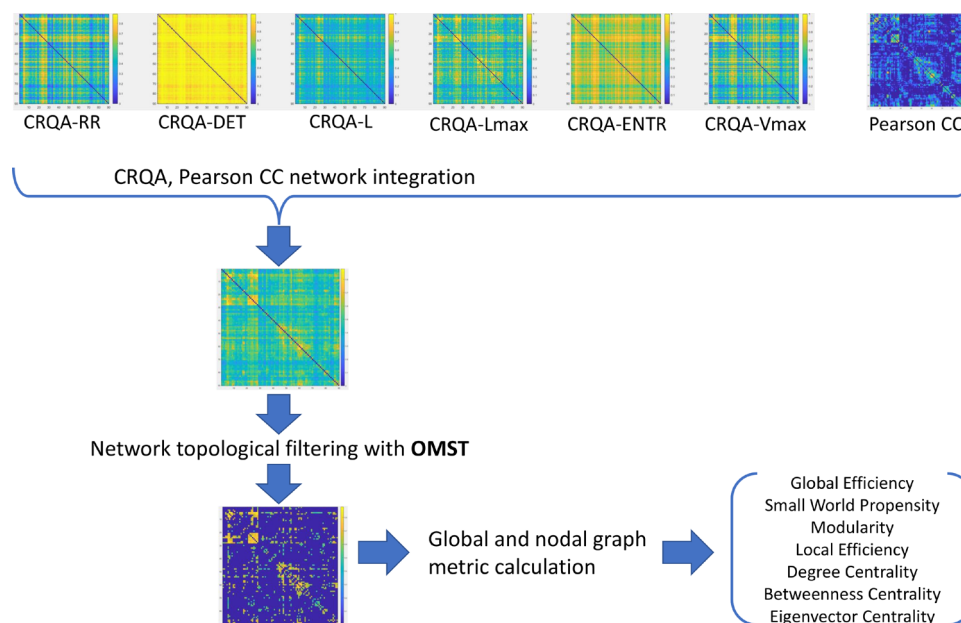 CRQA-RR
CRQA-DET
CRQA-L
CRQA-Lmax
CRQA-ENTR
CRQA-Vmax
Pearson CC
CRQA, Pearson CC network integration
Network topological filtering with OMST
Global and nodal graph
metric calculation
Global Efficiency
Small World Propensity
Modularity
Local Efficiency
Degree Centrality
Betweenness Centrality
Eigenvector Centrality